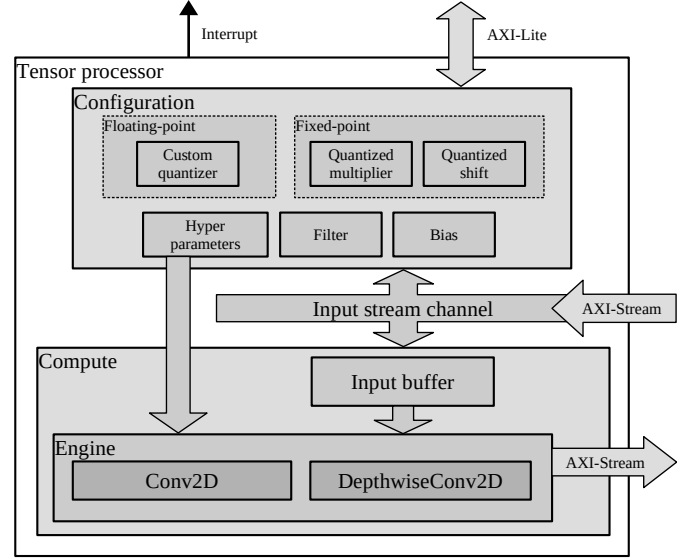 Interrupt
AXI-Lite
Tensor processor
Configuration
Floating-point
Fixed-point
Custom
quantizer
Quantized
multiplier
Quantized
shift
Hyper
parameters
Filter
Bias
Input stream channel
AXI-Stream
Compute
Input buffer
Engine
AXI-Stream
Conv2D
DepthwiseConv2D